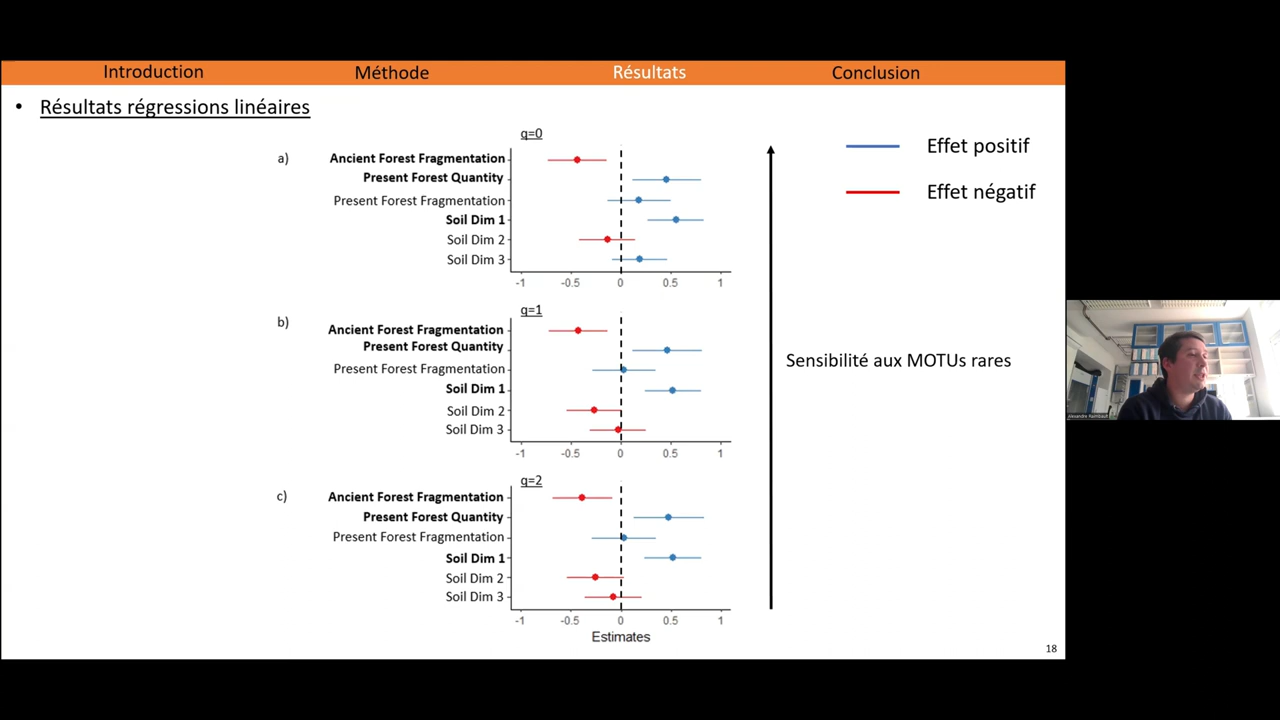 Introduction Méthode Résultats Conclusion
• Résultats régressions linéaires
q=0
a)
Ancient Forest Fragmentation
Present Forest Quantity
Present Forest Fragmentation
Soil Dim 1
Soil Dim 2
Soil Dim 3
-1 -0.5 0 0.5 1
q=1
b)
Ancient Forest Fragmentation
Present Forest Quantity
Present Forest Fragmentation
Soil Dim 1
Soil Dim 2
Soil Dim 3
-1 -0.5 0 0.5 1
q=2
c)
Ancient Forest Fragmentation
Present Forest Quantity
Present Forest Fragmentation
Soil Dim 1
Soil Dim 2
Soil Dim 3
-1 -0.5 0 0.5 1
Estimates
Effet positif
Effet négatif
Sensibilité aux MOTUs rares
18